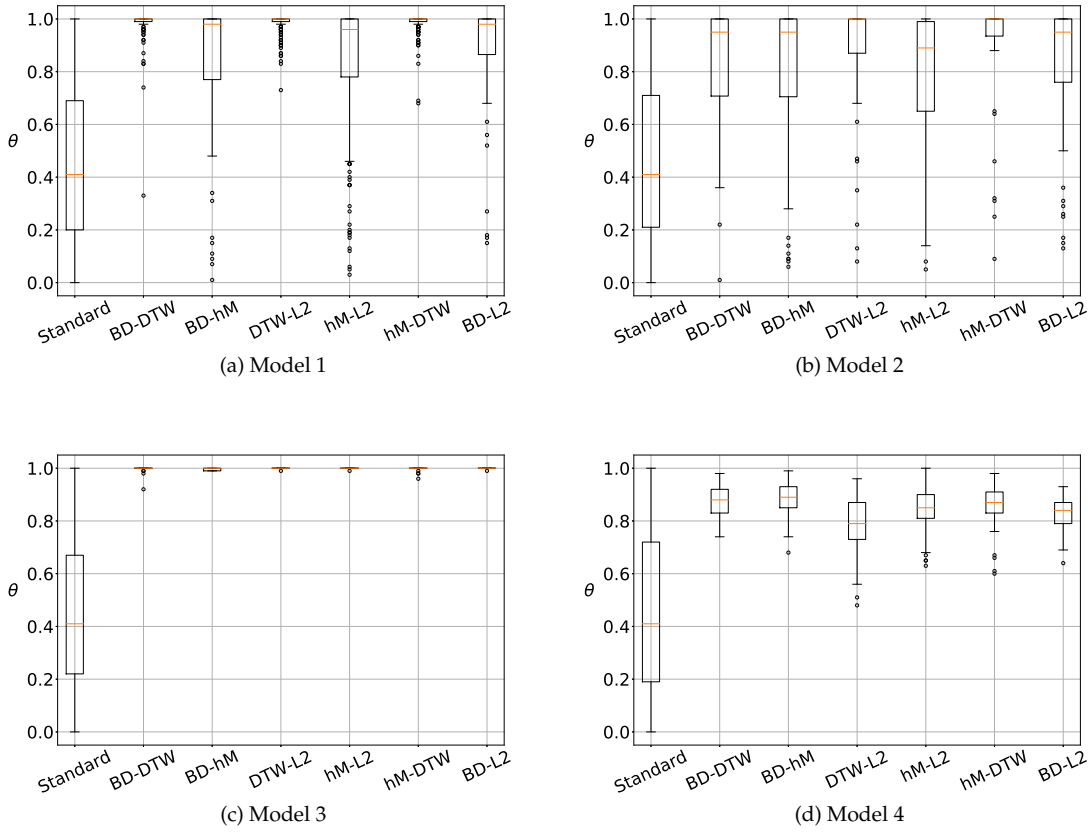 1.0
0.8
0.6
θ
0.4
0.2
0.0
Standard BD-DTW BD-hM DTW-L2 hM-L2 hM-DTW BD-L2
(a) Model 1
1.0
0.8
0.6
θ
0.4
0.2
0.0
Standard BD-DTW BD-hM DTW-L2 hM-L2 hM-DTW BD-L2
(b) Model 2
1.0
0.8
0.6
θ
0.4
0.2
0.0
Standard BD-DTW BD-hM DTW-L2 hM-L2 hM-DTW BD-L2
(c) Model 3
1.0
0.8
0.6
θ
0.4
0.2
0.0
Standard BD-DTW BD-hM DTW-L2 hM-L2 hM-DTW BD-L2
(d) Model 4